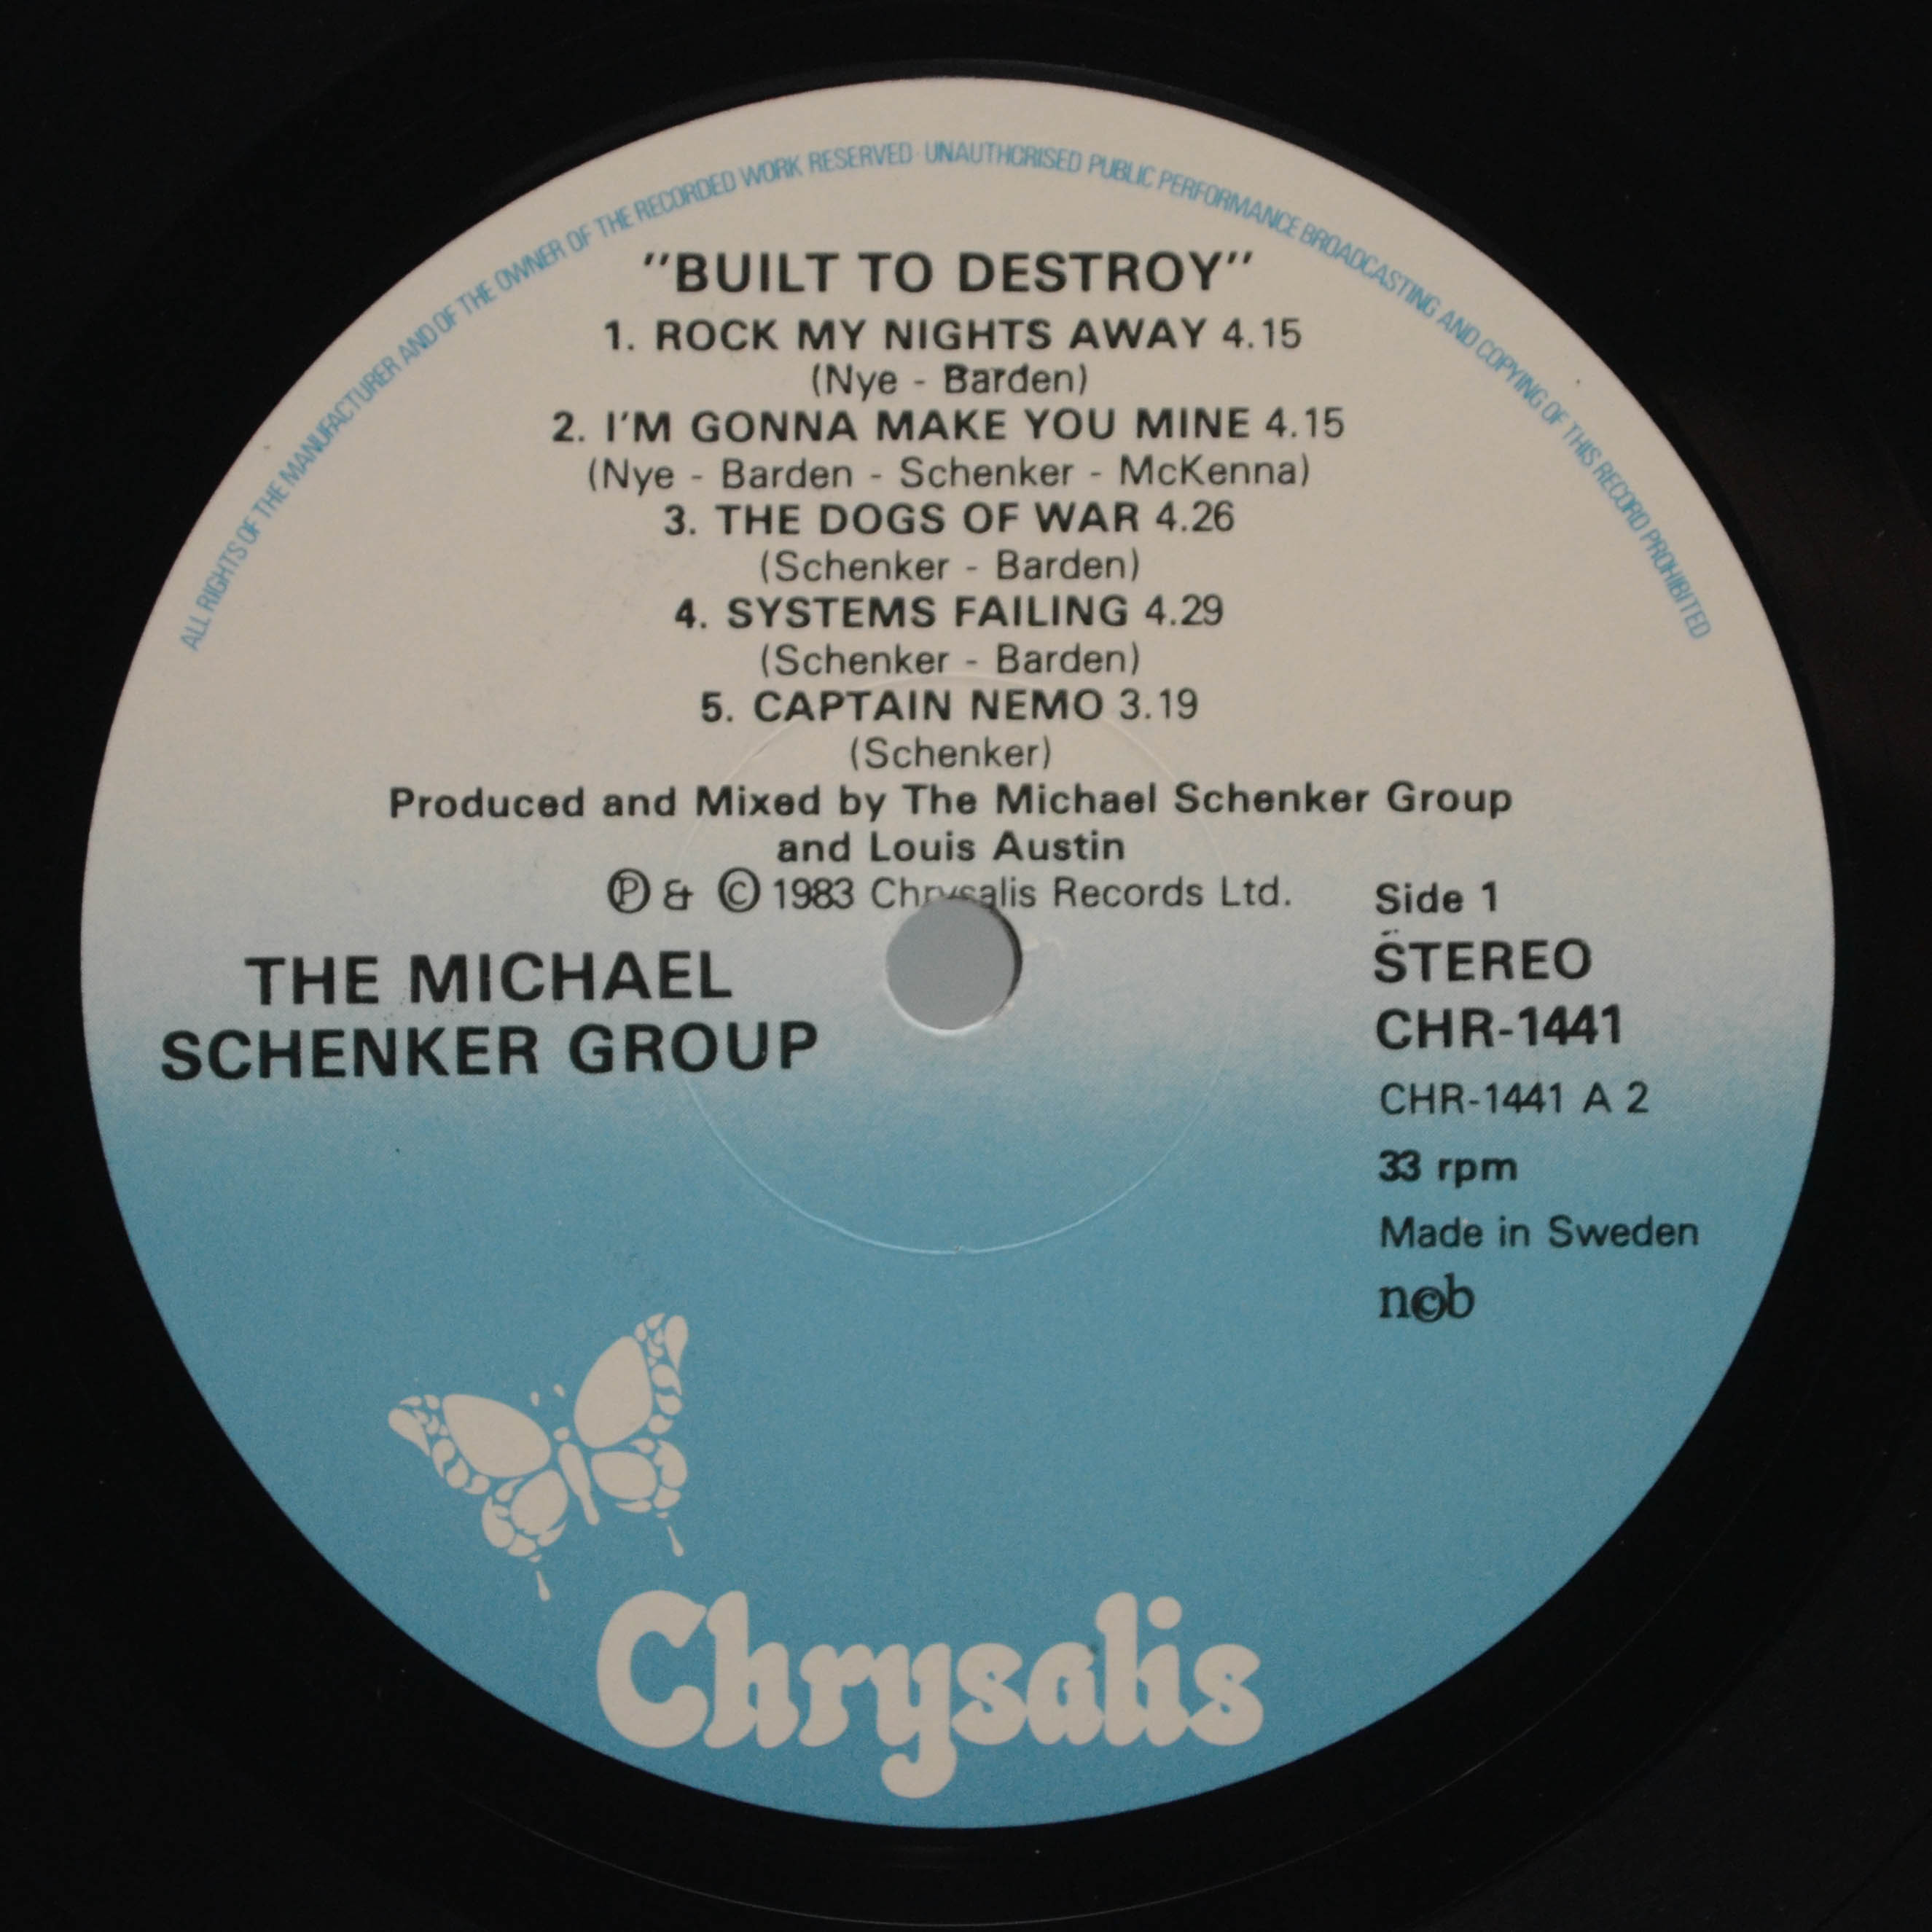 ALL RIGHTS OF THE MANUFACTURER AND OF THE OWNER OF THE RECORDED WORK RESERVED · UNAUTHORISED PUBLIC PERFORMANCE BROADCASTING AND COPYING OF THIS RECORD PROHIBITED
"BUILT TO DESTROY"
1. ROCK MY NIGHTS AWAY 4.15
(Nye - Barden)
2. I'M GONNA MAKE YOU MINE 4.15
(Nye - Barden - Schenker - McKenna)
3. THE DOGS OF WAR 4.26
(Schenker - Barden)
4. SYSTEMS FAILING 4.29
(Schenker - Barden)
5. CAPTAIN NEMO 3.19
(Schenker)
Produced and Mixed by The Michael Schenker Group
and Louis Austin
Ⓟ & © 1983 Chrysalis Records Ltd.
THE MICHAEL
SCHENKER GROUP
Side 1
STEREO
CHR-1441
CHR-1441 A 2
33 rpm
Made in Sweden
n©b
Chrysalis